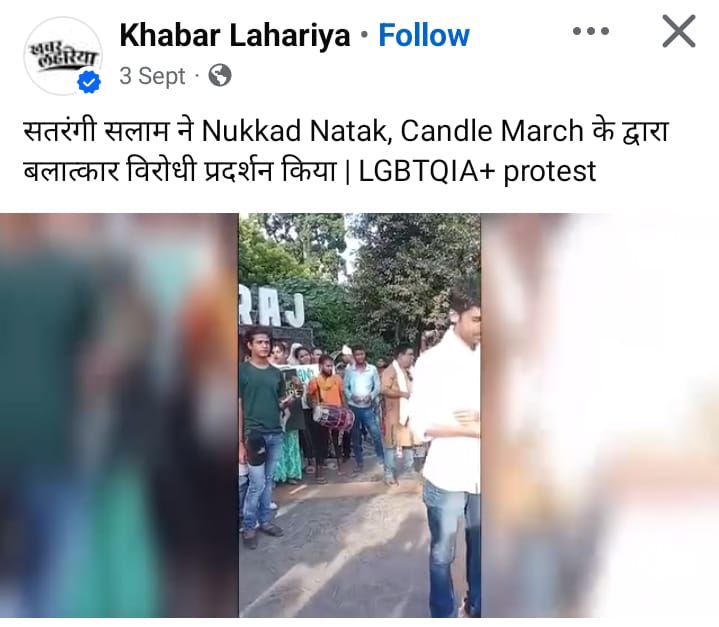 खबर
लहरिया
Khabar Lahariya · Follow
3 Sept ·
सतरंगी सलाम ने Nukkad Natak, Candle March के द्वारा
बलात्कार विरोधी प्रदर्शन किया | LGBTQIA+ protest
RAJ